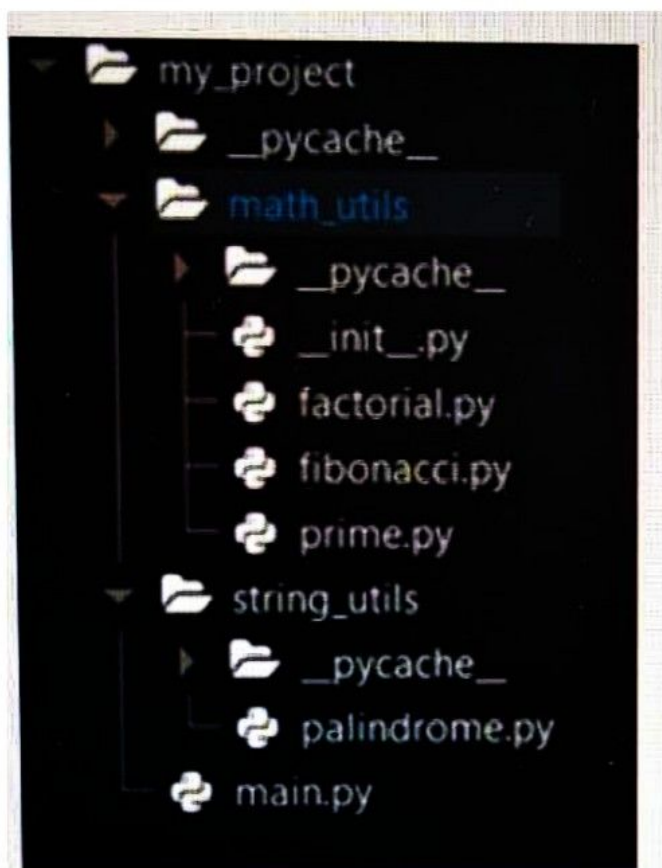 my_project
__pycache__
math_utils
__pycache__
__init__.py
factorial.py
fibonacci.py
prime.py
string_utils
__pycache__
palindrome.py
main.py